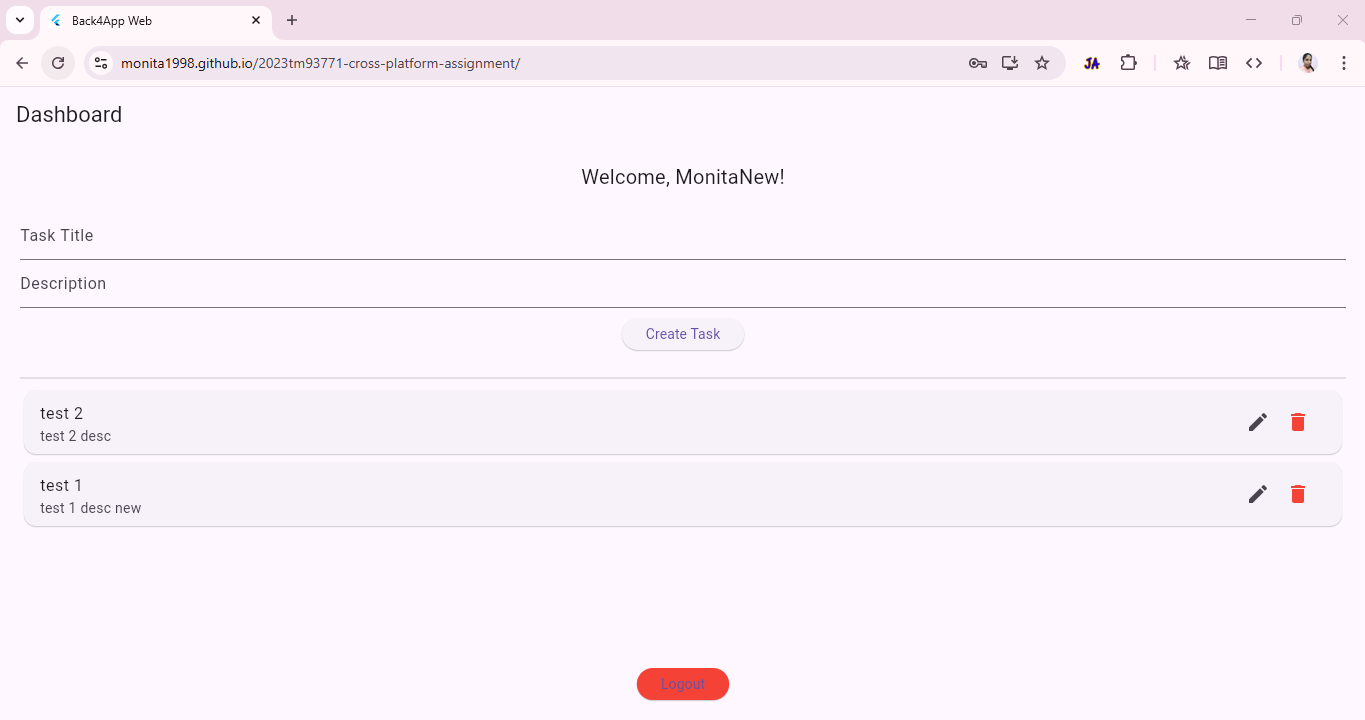 Back4App Web
monita1998.github.io/2023tm93771-cross-platform-assignment/
JA
Dashboard
Welcome, MonitaNew!
Task Title
Description
Create Task
test 2
test 2 desc
test 1
test 1 desc new
Logout